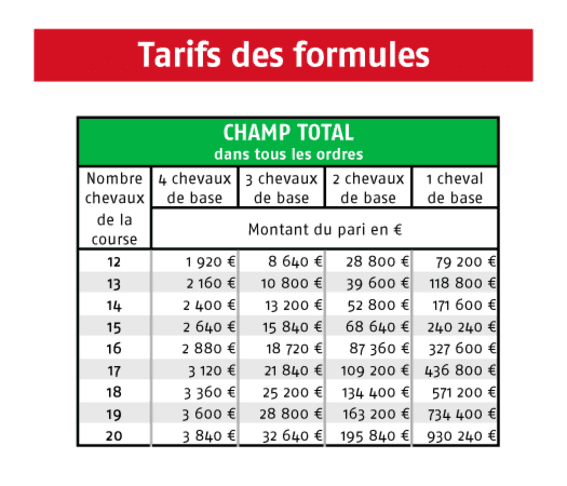 Tarifs des formules
CHAMP TOTAL
dans tous les ordres
Nombre chevaux de la course 4 chevaux de base 3 chevaux de base 2 chevaux de base 1 cheval de base
Montant du pari en €
12 1 920 € 8 640 € 28 800 € 79 200 €
13 2 160 € 10 800 € 39 600 € 118 800 €
14 2 400 € 13 200 € 52 800 € 171 600 €
15 2 640 € 15 840 € 68 640 € 240 240 €
16 2 880 € 18 720 € 87 360 € 327 600 €
17 3 120 € 21 840 € 109 200 € 436 800 €
18 3 360 € 25 200 € 134 400 € 571 200 €
19 3 600 € 28 800 € 163 200 € 734 400 €
20 3 840 € 32 640 € 195 840 € 930 240 €